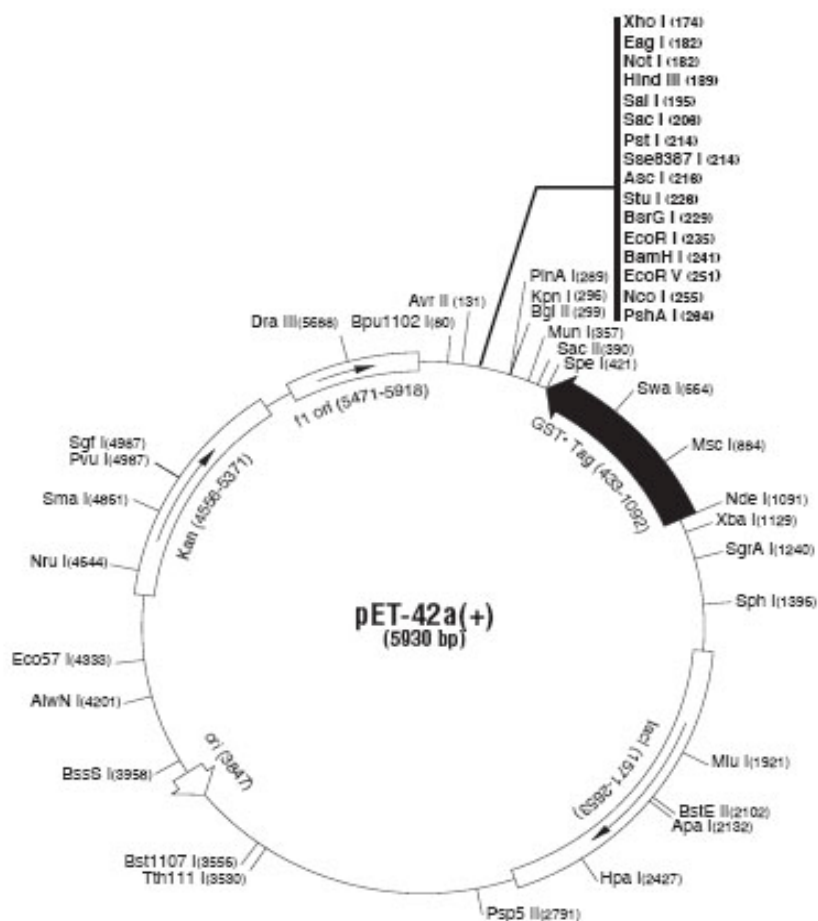 Xho I (174)
Eag I (182)
Not I (182)
Hind III (189)
Sal I (195)
Sac I (206)
Pst I (214)
Sse8387 I (214)
Asc I (216)
Stu I (226)
BsrG I (229)
EcoR I (235)
BamH I (241)
EcoR V (251)
Nco I (255)
PshA I (264)
PinA I(289)
Kpn I (296)
Bgl II (299)
Mun I(357)
Sac II(390)
Spe I(421)
Avr II (131)
Bpu1102 I(80)
Dra III(5688)
f1 ori (5471-5918)
Swa I(554)
Msc I(884)
GST•Tag (433-1092)
Nde I(1091)
Xba I(1129)
SgrA I(1240)
Sph I(1395)
Sgf I(4987)
Pvu I(4987)
Sma I(4861)
Kan (4556-5371)
Nru I(4644)
pET-42a(+)
(5930 bp)
Eco57 I(4333)
AlwN I(4201)
ori (3847)
BssS I(3958)
lacI (1571-2653)
Mlu I(1921)
BstE II(2102)
Apa I(2132)
Hpa I(2427)
Bst1107 I(3556)
Tth111 I(3530)
Psp5 II(2791)